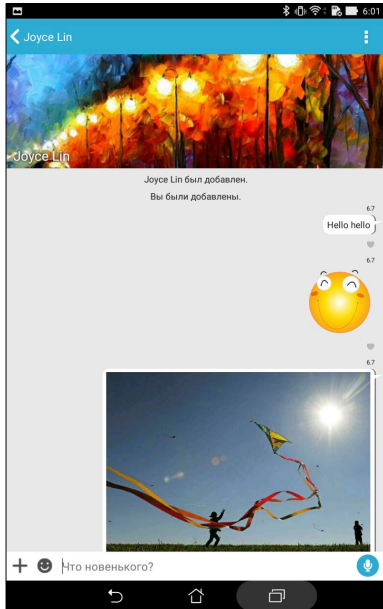 6:01
Joyce Lin
Joyce Lin
Joyce Lin был добавлен.
Вы были добавлены.
6.7
Hello hello
6.7
6.7
Что новенького?